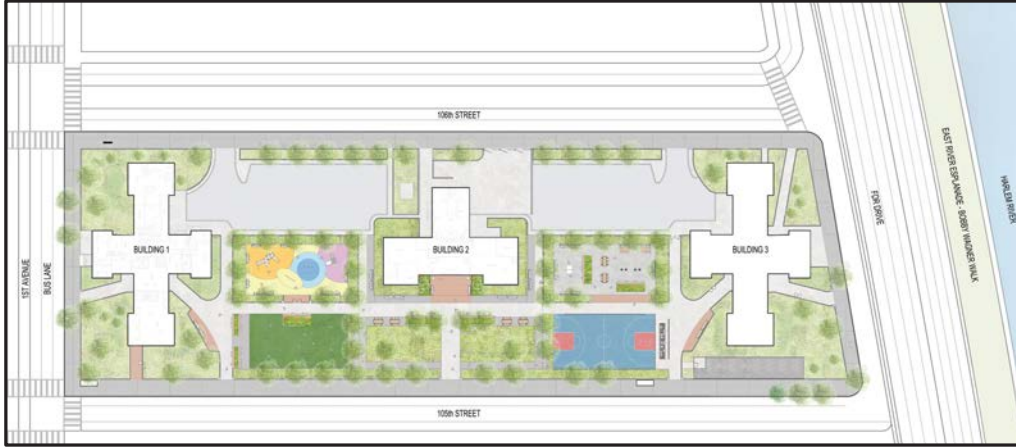 106th STREET
1ST AVENUE
BUS LANE
BUILDING 1
BUILDING 2
BUILDING 3
FDR DRIVE
EAST RIVER ESPLANADE - BOBBY WAGNER WALK
HARLEM RIVER
105th STREET